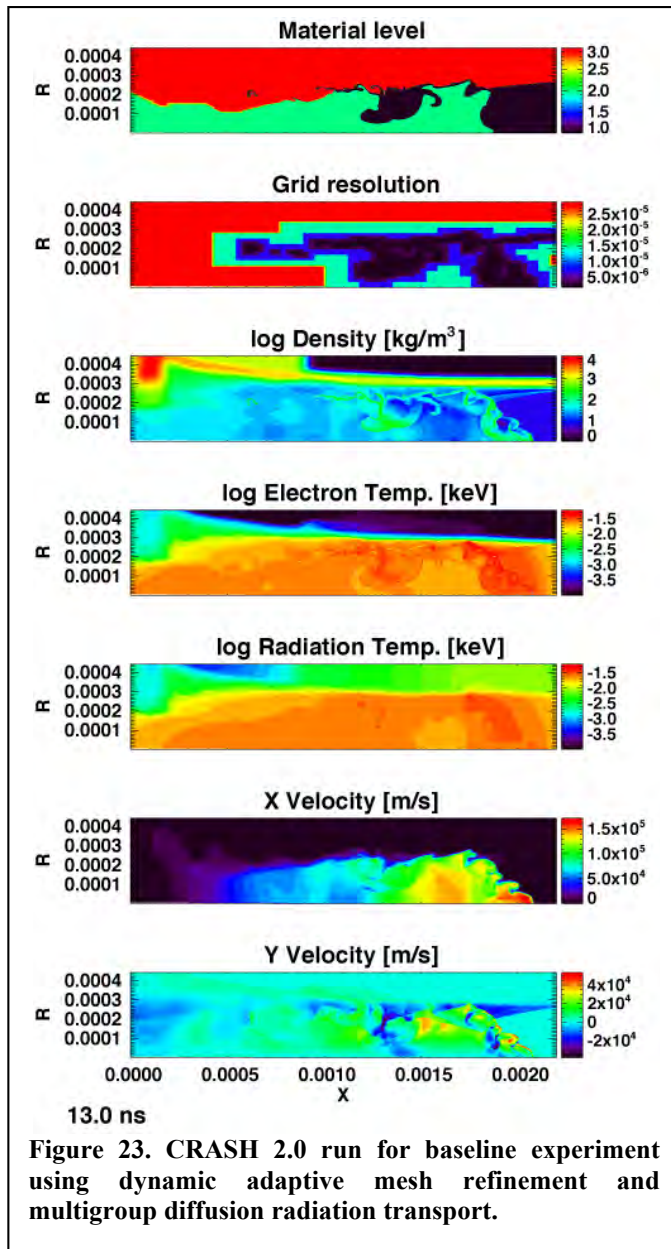 Material level
R
0.0004
0.0003
0.0002
0.0001
3.0
2.5
2.0
1.5
1.0
Grid resolution
R
0.0004
0.0003
0.0002
0.0001
2.5x10⁻⁵
2.0x10⁻⁵
1.5x10⁻⁵
1.0x10⁻⁵
5.0x10⁻⁶
log Density [kg/m³]
R
0.0004
0.0003
0.0002
0.0001
4
3
2
1
0
log Electron Temp. [keV]
R
0.0004
0.0003
0.0002
0.0001
-1.5
-2.0
-2.5
-3.0
-3.5
log Radiation Temp. [keV]
R
0.0004
0.0003
0.0002
0.0001
-1.5
-2.0
-2.5
-3.0
-3.5
X Velocity [m/s]
R
0.0004
0.0003
0.0002
0.0001
1.5x10⁵
1.0x10⁵
5.0x10⁴
0
Y Velocity [m/s]
R
0.0004
0.0003
0.0002
0.0001
4x10⁴
2x10⁴
0
-2x10⁴
0.0000 0.0005 0.0010 0.0015 0.0020
X
13.0 ns
Figure 23. CRASH 2.0 run for baseline experiment
using dynamic adaptive mesh refinement and
multigroup diffusion radiation transport.